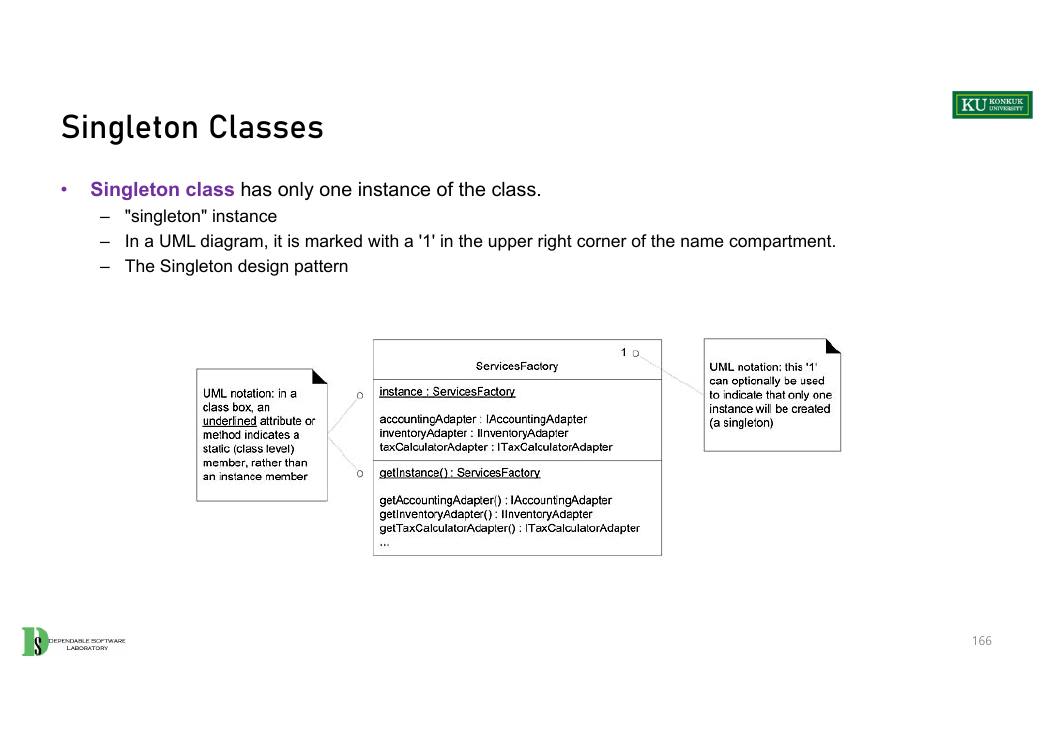 KU KONKUK
UNIVERSITY
Singleton Classes
• Singleton class has only one instance of the class.
– "singleton" instance
– In a UML diagram, it is marked with a '1' in the upper right corner of the name compartment.
– The Singleton design pattern
UML notation: in a
class box, an
underlined attribute or
method indicates a
static (class level)
member, rather than
an instance member
1
ServicesFactory
instance : ServicesFactory
accountingAdapter : IAccountingAdapter
inventoryAdapter : IInventoryAdapter
taxCalculatorAdapter : ITaxCalculatorAdapter
getInstance() : ServicesFactory
getAccountingAdapter() : IAccountingAdapter
getInventoryAdapter() : IInventoryAdapter
getTaxCalculatorAdapter() : ITaxCalculatorAdapter
...
UML notation: this '1'
can optionally be used
to indicate that only one
instance will be created
(a singleton)
DS DEPENDABLE SOFTWARE
LABORATORY
166